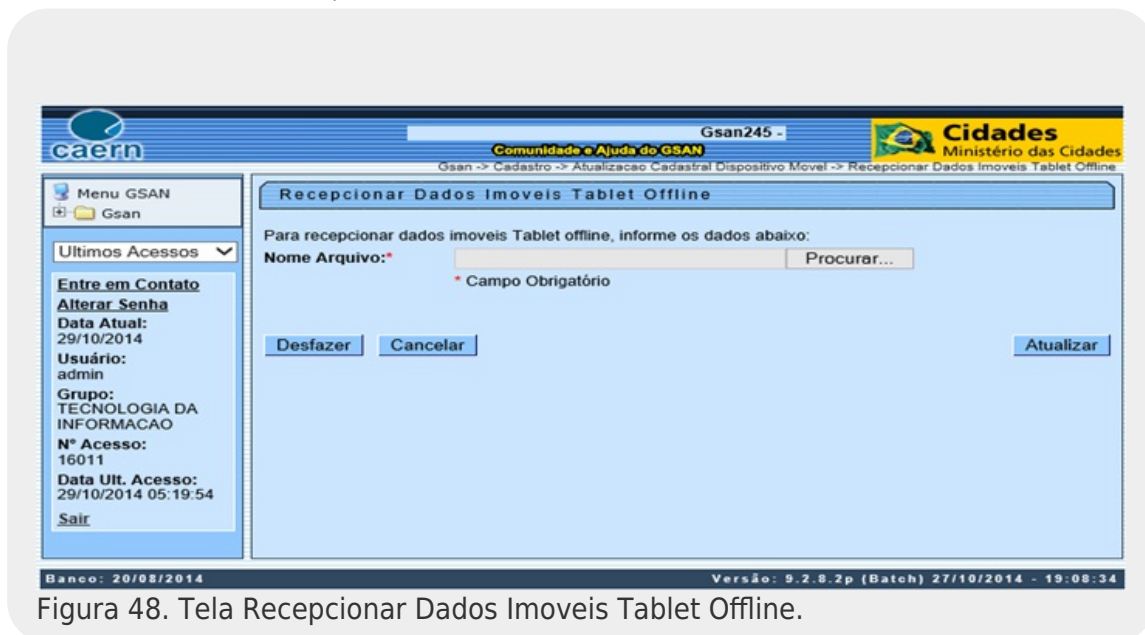 caern
Gsan245 -
Comunidade e Ajuda do GSAN
Cidades
Ministério das Cidades
Gsan -> Cadastro -> Atualizacao Cadastral Dispositivo Movel -> Recepcionar Dados Imoveis Tablet Offline
Menu GSAN
Gsan
Ultimos Acessos
Entre em Contato
Alterar Senha
Data Atual:
29/10/2014
Usuário:
admin
Grupo:
TECNOLOGIA DA
INFORMACAO
Nº Acesso:
16011
Data Ult. Acesso:
29/10/2014 05:19:54
Sair
Recepcionar Dados Imoveis Tablet Offline
Para recepcionar dados imoveis Tablet offline, informe os dados abaixo:
Nome Arquivo:* Procurar...
* Campo Obrigatório
Desfazer Cancelar Atualizar
Banco: 20/08/2014 Versão: 9.2.8.2p (Batch) 27/10/2014 - 19:08:34
Figura 48. Tela Recepcionar Dados Imoveis Tablet Offline.